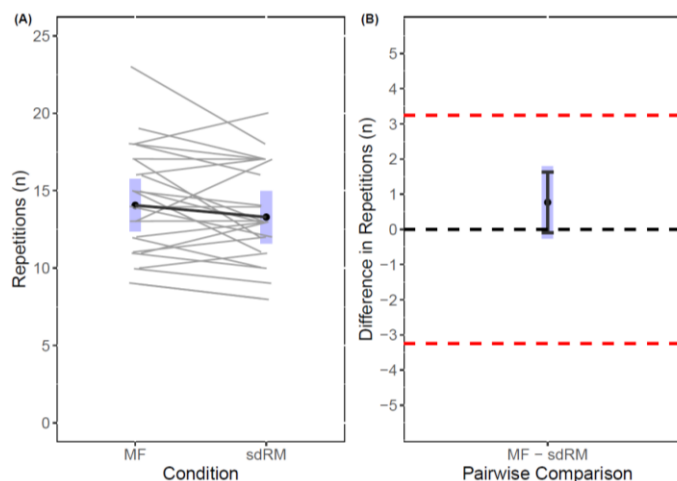 (A)
25
20
15
10
5
0
Repetitions (n)
MF sdRM
Condition
(B)
5
4
3
2
1
0
−1
−2
−3
−4
−5
Difference in Repetitions (n)
MF − sdRM
Pairwise Comparison